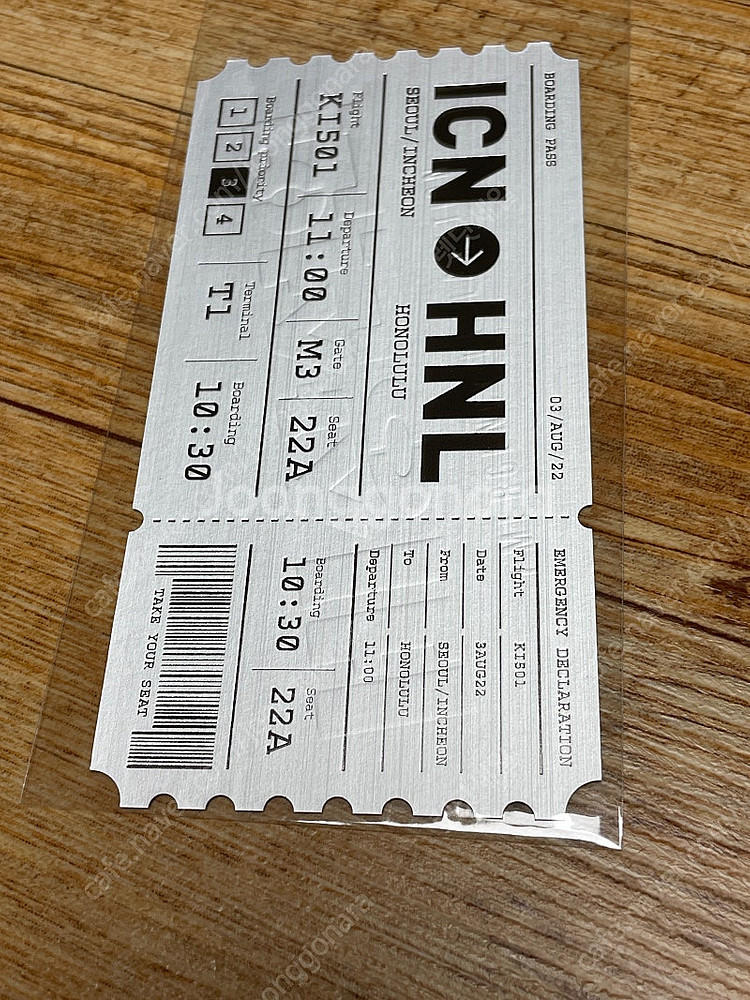 BOARDING PASS 03/AUG/22
ICN → HNL
SEOUL/INCHEON HONOLULU
Flight Departure Gate Seat
KI501 11:00 M3 22A
Boarding priority Terminal Boarding
1 2 3 4 T1 10:30
EMERGENCY DECLARATION
Flight KI501
Date 3AUG22
From SEOUL/INCHEON
To HONOLULU
Departure 11:00
Boarding Seat
10:30 22A
TAKE YOUR SEAT
Joonggonara